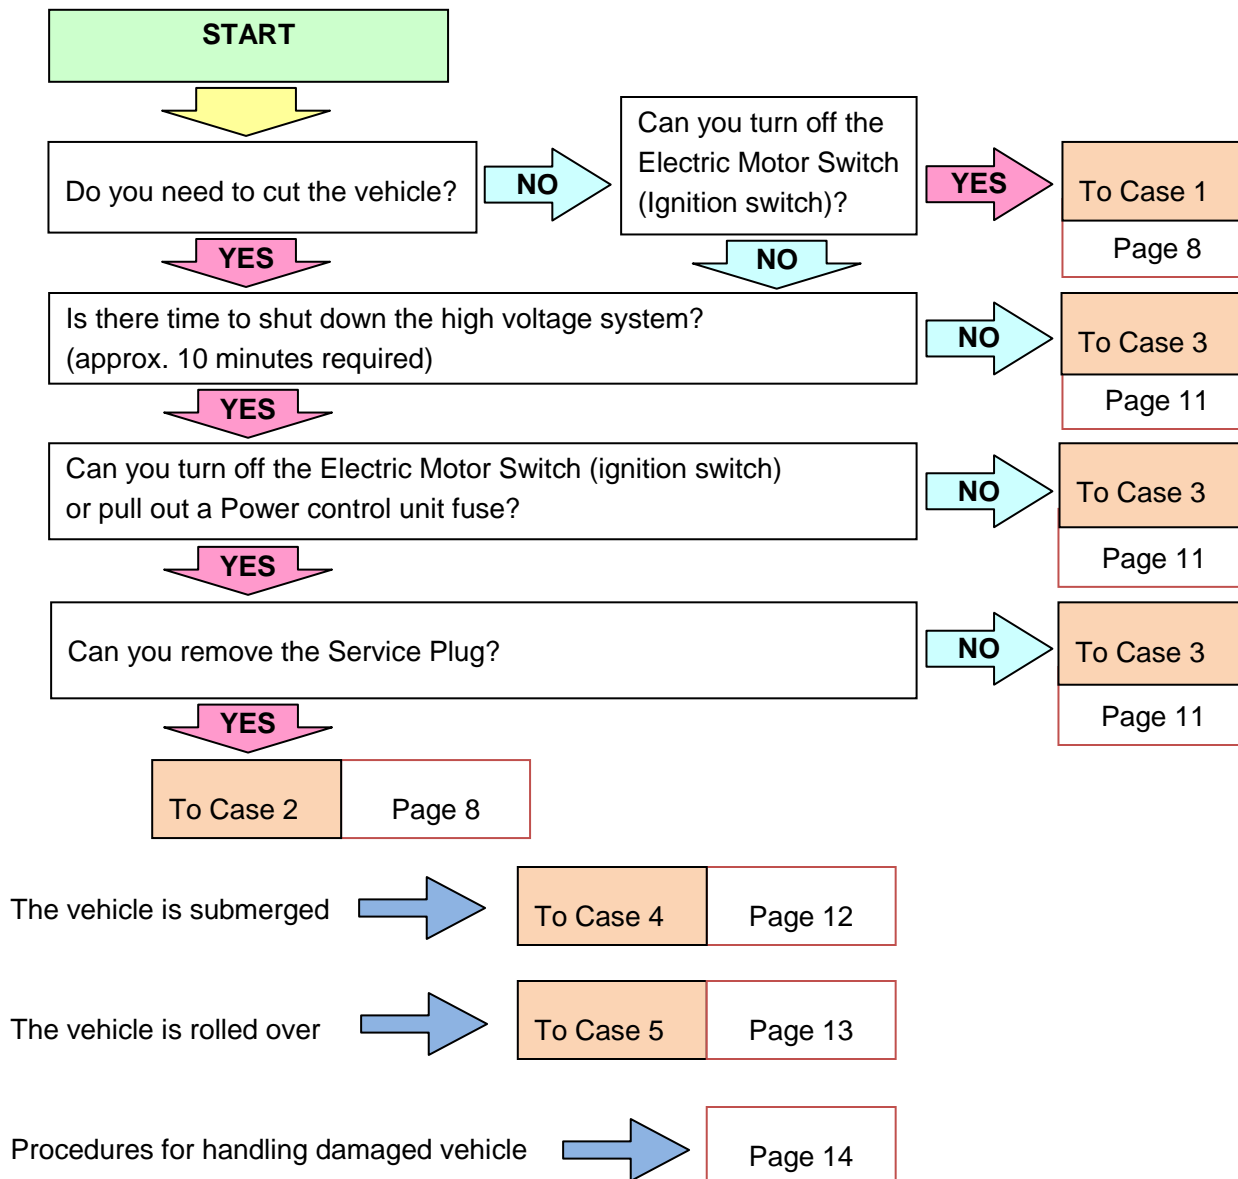 START
Do you need to cut the vehicle?
NO
Can you turn off the
Electric Motor Switch
(Ignition switch)?
YES
To Case 1
Page 8
YES
NO
Is there time to shut down the high voltage system?
(approx. 10 minutes required)
NO
To Case 3
Page 11
YES
Can you turn off the Electric Motor Switch (ignition switch)
or pull out a Power control unit fuse?
NO
To Case 3
Page 11
YES
Can you remove the Service Plug?
NO
To Case 3
Page 11
YES
To Case 2
Page 8
The vehicle is submerged
To Case 4
Page 12
The vehicle is rolled over
To Case 5
Page 13
Procedures for handling damaged vehicle
Page 14